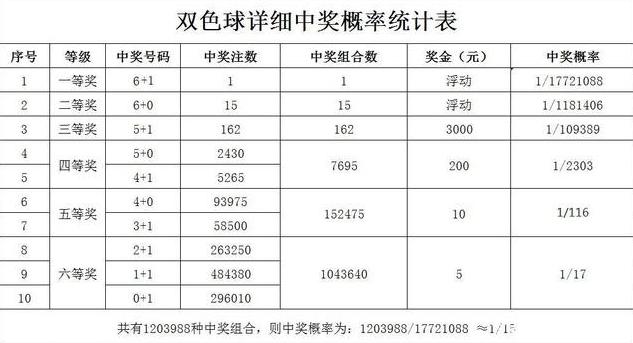 双色球详细中奖概率统计表
序号 等级 中奖号码 中奖注数 中奖组合数 奖金（元） 中奖概率
1 一等奖 6+1 1 1 浮动 1/17721088
2 二等奖 6+0 15 15 浮动 1/1181406
3 三等奖 5+1 162 162 3000 1/109389
4 四等奖 5+0 2430 7695 200 1/2303
5 4+1 5265
6 五等奖 4+0 93975 152475 10 1/116
7 3+1 58500
8 六等奖 2+1 263250 1043640 5 1/17
9 1+1 484380
10 0+1 296010
共有1203988种中奖组合，则中奖概率为：1203988/17721088 ≈1/15